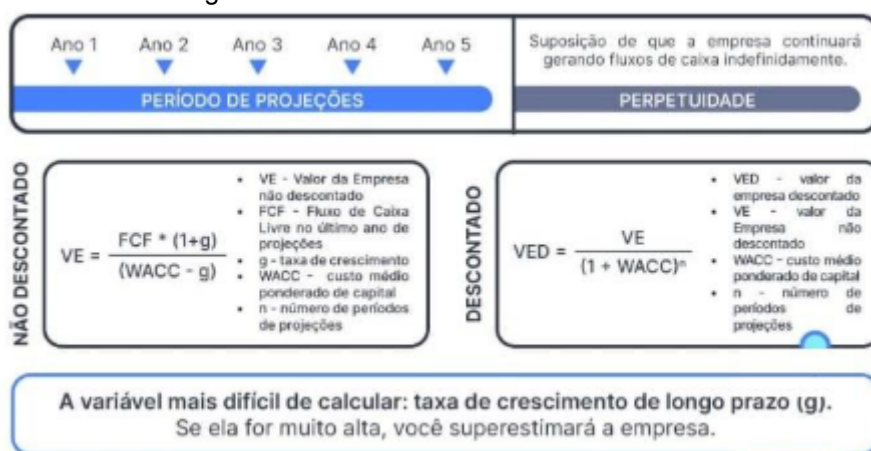 Ano 1 Ano 2 Ano 3 Ano 4 Ano 5
PERÍODO DE PROJEÇÕES
Suposição de que a empresa continuará
gerando fluxos de caixa indefinidamente.
PERPETUIDADE
NÃO DESCONTADO
VE = FCF * (1+g)
(WACC - g)
• VE - Valor da Empresa
não descontado
• FCF - Fluxo de Caixa
Livre no último ano de
projeções
• g - taxa de crescimento
• WACC - custo médio
ponderado de capital
• n - número de períodos
de projeções
DESCONTADO
VED = VE
(1 + WACC)ⁿ
• VED - valor da
empresa descontado
• VE - valor da
Empresa não
descontado
• WACC - custo médio
ponderado de capital
• n - número de
períodos de
projeções
A variável mais difícil de calcular: taxa de crescimento de longo prazo (g).
Se ela for muito alta, você superestimará a empresa.